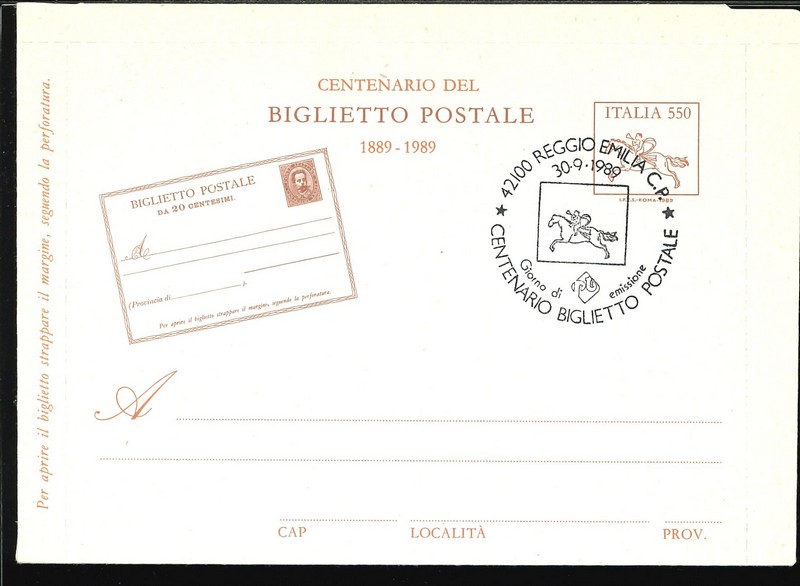 CENTENARIO DEL
BIGLIETTO POSTALE
1889 - 1989
ITALIA 550
I.P.Z.S.-ROMA-1989
★ 42100 REGGIO EMILIA C.P. ★
30-9-1989
Giorno di emissione
CENTENARIO BIGLIETTO POSTALE
BIGLIETTO POSTALE
DA 20 CENTESIMI.
A
(Provincia di ).
Per aprire il biglietto strappare il margine, seguendo la perforatura.
Per aprire il biglietto strappare il margine, seguendo la perforatura.
A
CAP LOCALITÀ PROV.